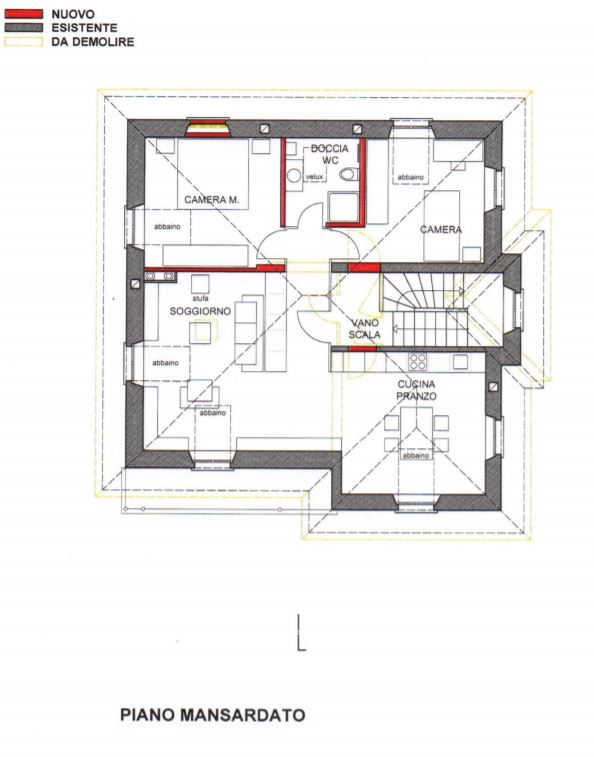 NUOVO
ESISTENTE
DA DEMOLIRE
DOCCIA
WC
velux
abbaino
CAMERA M.
abbaino
CAMERA
stufa
SOGGIORNO
VANO
SCALA
abbaino
CUCINA
PRANZO
abbaino
abbaino
PIANO MANSARDATO